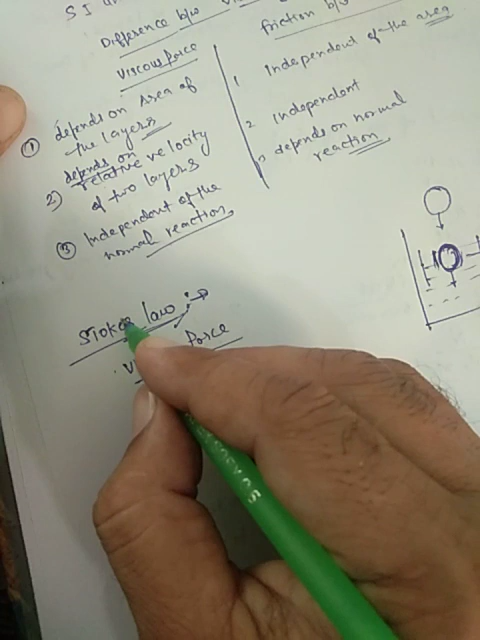 S I
Difference b/w
viscous force
friction b/
① depends on area of
the layers
2) depends on
relative velocity
of two layers
③ Independent of the
normal reaction
1 Independent of the area
2 Independant
3 depends on normal
reaction
Stokes law :→
force